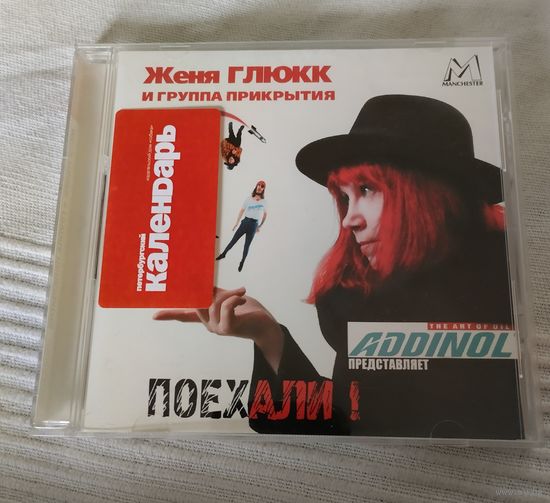 Женя ГЛЮКК
И ГРУППА ПРИКРЫТИЯ
MANCHESTER
петербургский
календарь
THE ART OF OIL
ADDINOL
ПРЕДСТАВЛЯЕТ
ПОЕХАЛИ !